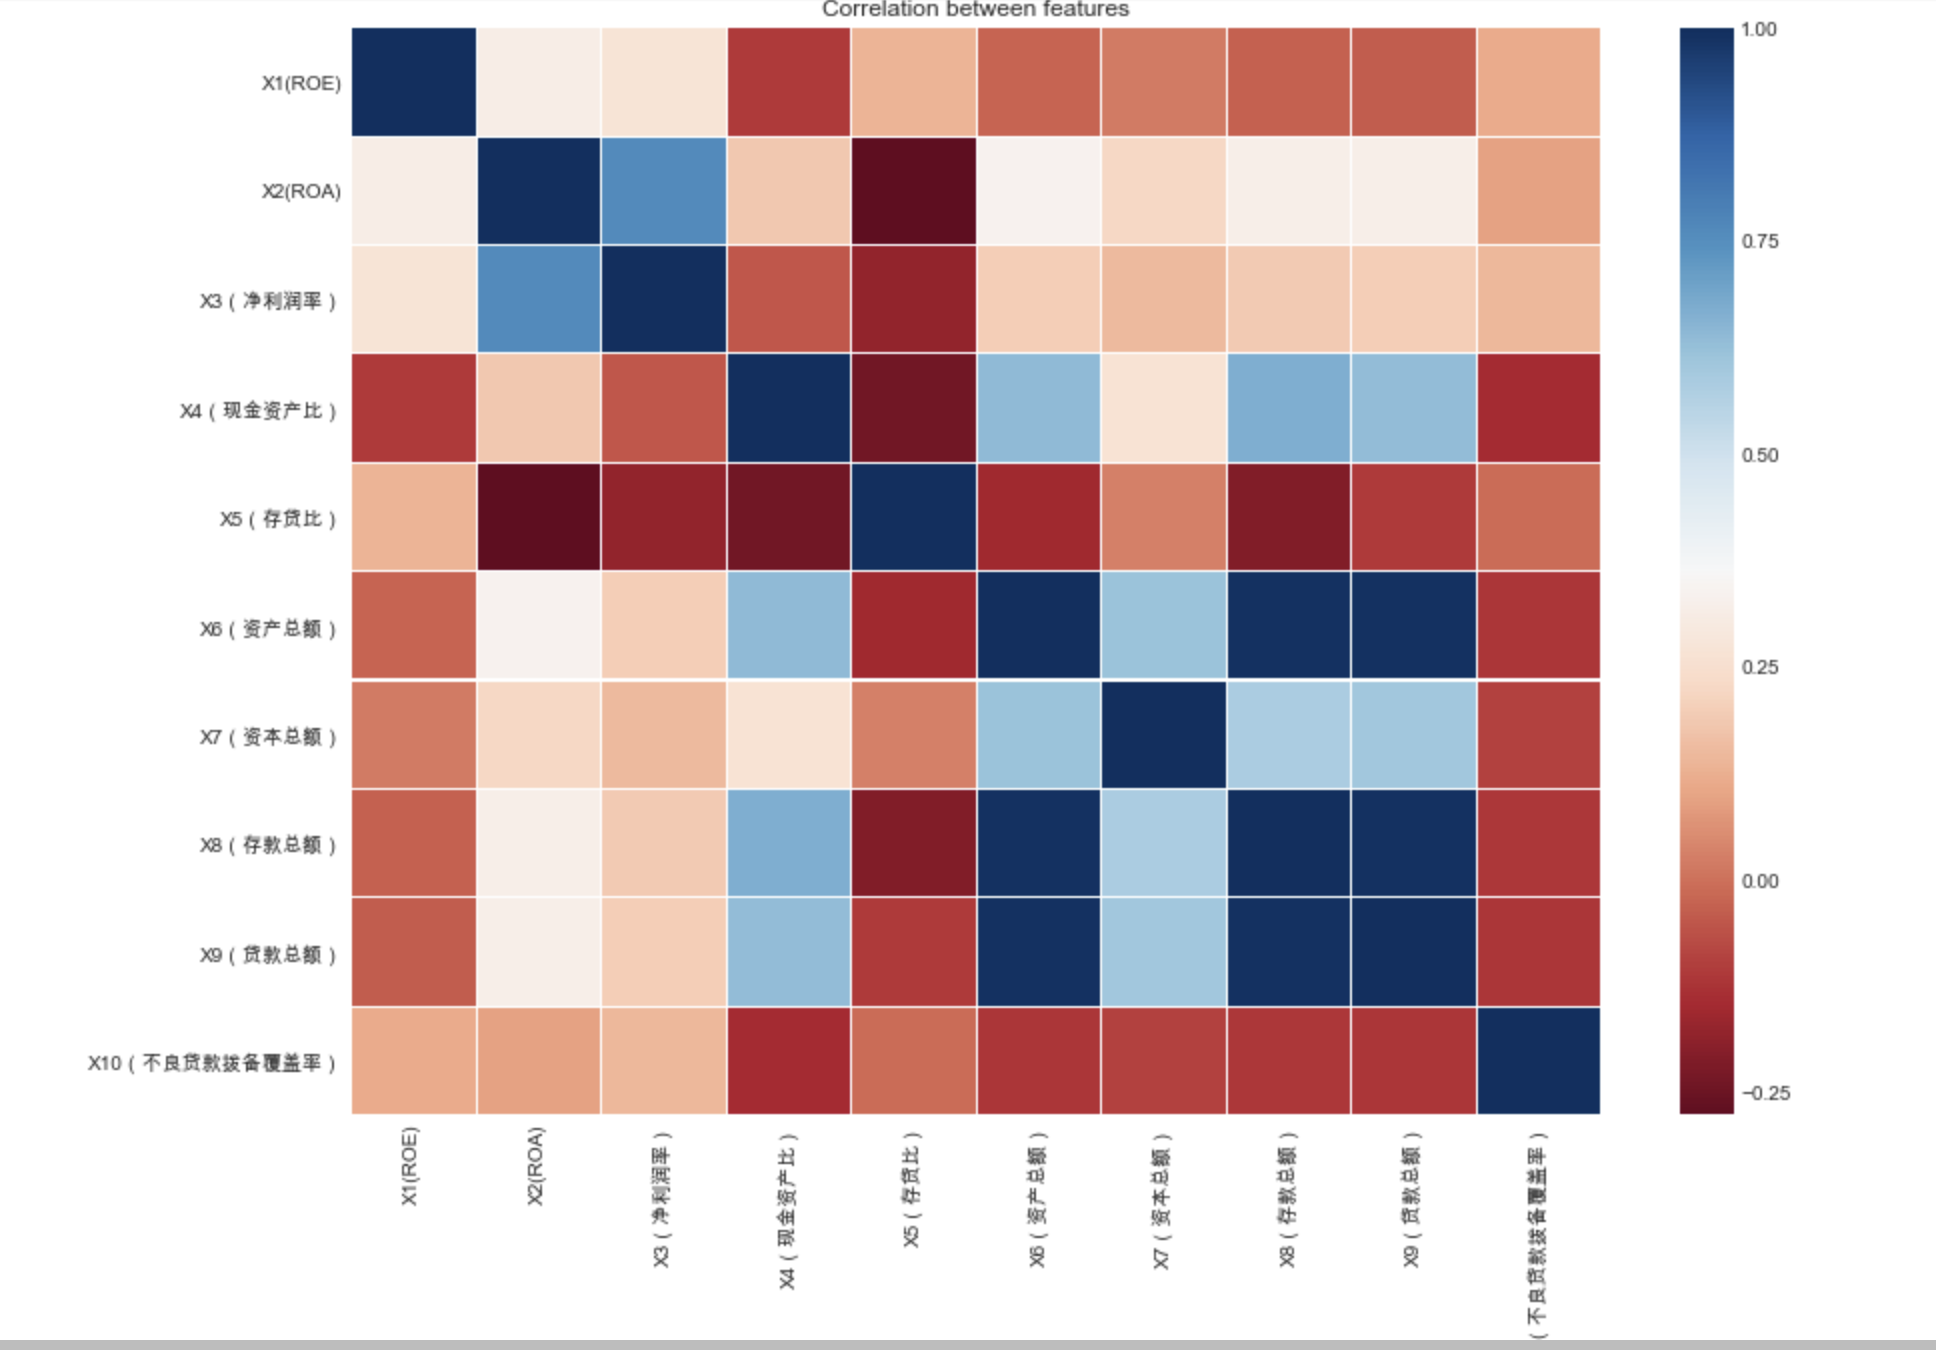 Correlation between features
X1(ROE)
X2(ROA)
X3 ( 净利润率 )
X4 ( 现金资产比 )
X5 ( 存贷比 )
X6 ( 资产总额 )
X7 ( 资本总额 )
X8 ( 存款总额 )
X9 ( 贷款总额 )
X10 ( 不良贷款拨备覆盖率 )
1.00
0.75
0.50
0.25
0.00
−0.25
X1(ROE)
X2(ROA)
X3 ( 净利润率 )
X4 ( 现金资产比 )
X5 ( 存贷比 )
X6 ( 资产总额 )
X7 ( 资本总额 )
X8 ( 存款总额 )
X9 ( 贷款总额 )
( 不良贷款拨备覆盖率 )